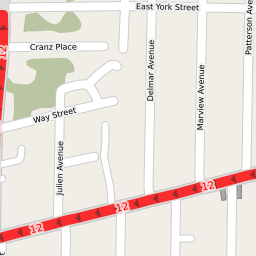 East York Street
Cranz Place
Way Street
Julien Avenue
Delmar Avenue
Marview Avenue
Patterson Ave
12
12
12
12